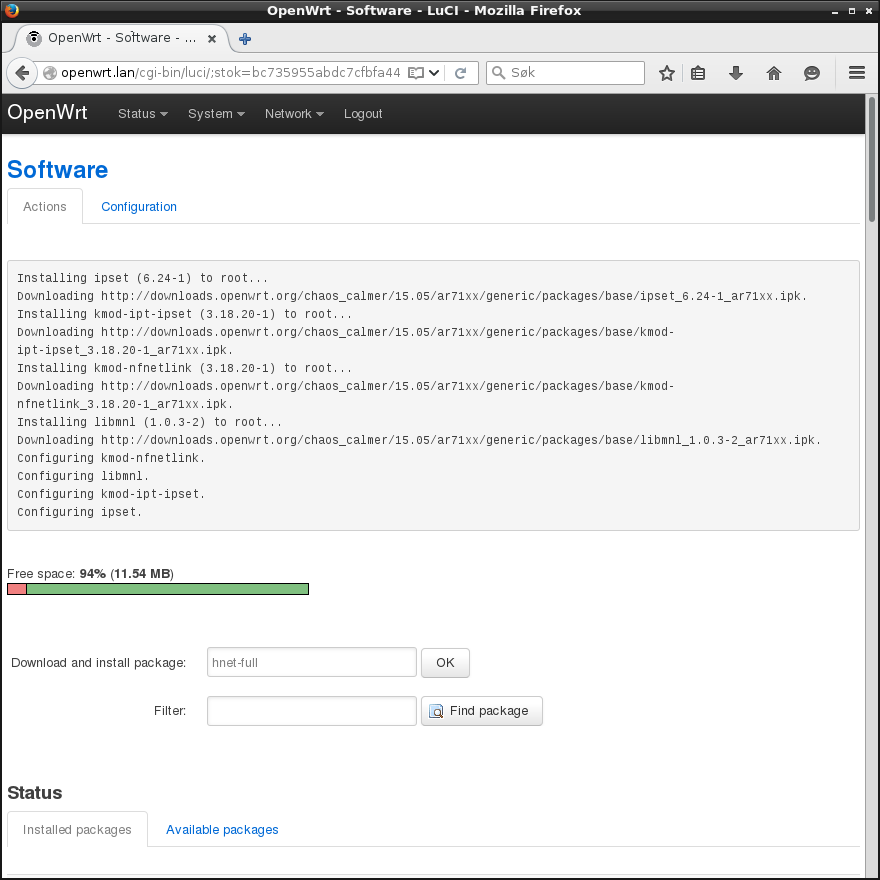 OpenWrt - Software - LuCI - Mozilla Firefox
OpenWrt - Software - ...
openwrt.lan/cgi-bin/luci/;stok=bc735955abdc7cfbfa44
Søk
OpenWrt Status System Network Logout
Software
Actions Configuration
Installing ipset (6.24-1) to root...
Downloading http://downloads.openwrt.org/chaos_calmer/15.05/ar71xx/generic/packages/base/ipset_6.24-1_ar71xx.ipk.
Installing kmod-ipt-ipset (3.18.20-1) to root...
Downloading http://downloads.openwrt.org/chaos_calmer/15.05/ar71xx/generic/packages/base/kmod-
ipt-ipset_3.18.20-1_ar71xx.ipk.
Installing kmod-nfnetlink (3.18.20-1) to root...
Downloading http://downloads.openwrt.org/chaos_calmer/15.05/ar71xx/generic/packages/base/kmod-
nfnetlink_3.18.20-1_ar71xx.ipk.
Installing libmnl (1.0.3-2) to root...
Downloading http://downloads.openwrt.org/chaos_calmer/15.05/ar71xx/generic/packages/base/libmnl_1.0.3-2_ar71xx.ipk.
Configuring kmod-nfnetlink.
Configuring libmnl.
Configuring kmod-ipt-ipset.
Configuring ipset.
Free space: 94% (11.54 MB)
Download and install package: hnet-full OK
Filter: Find package
Status
Installed packages Available packages